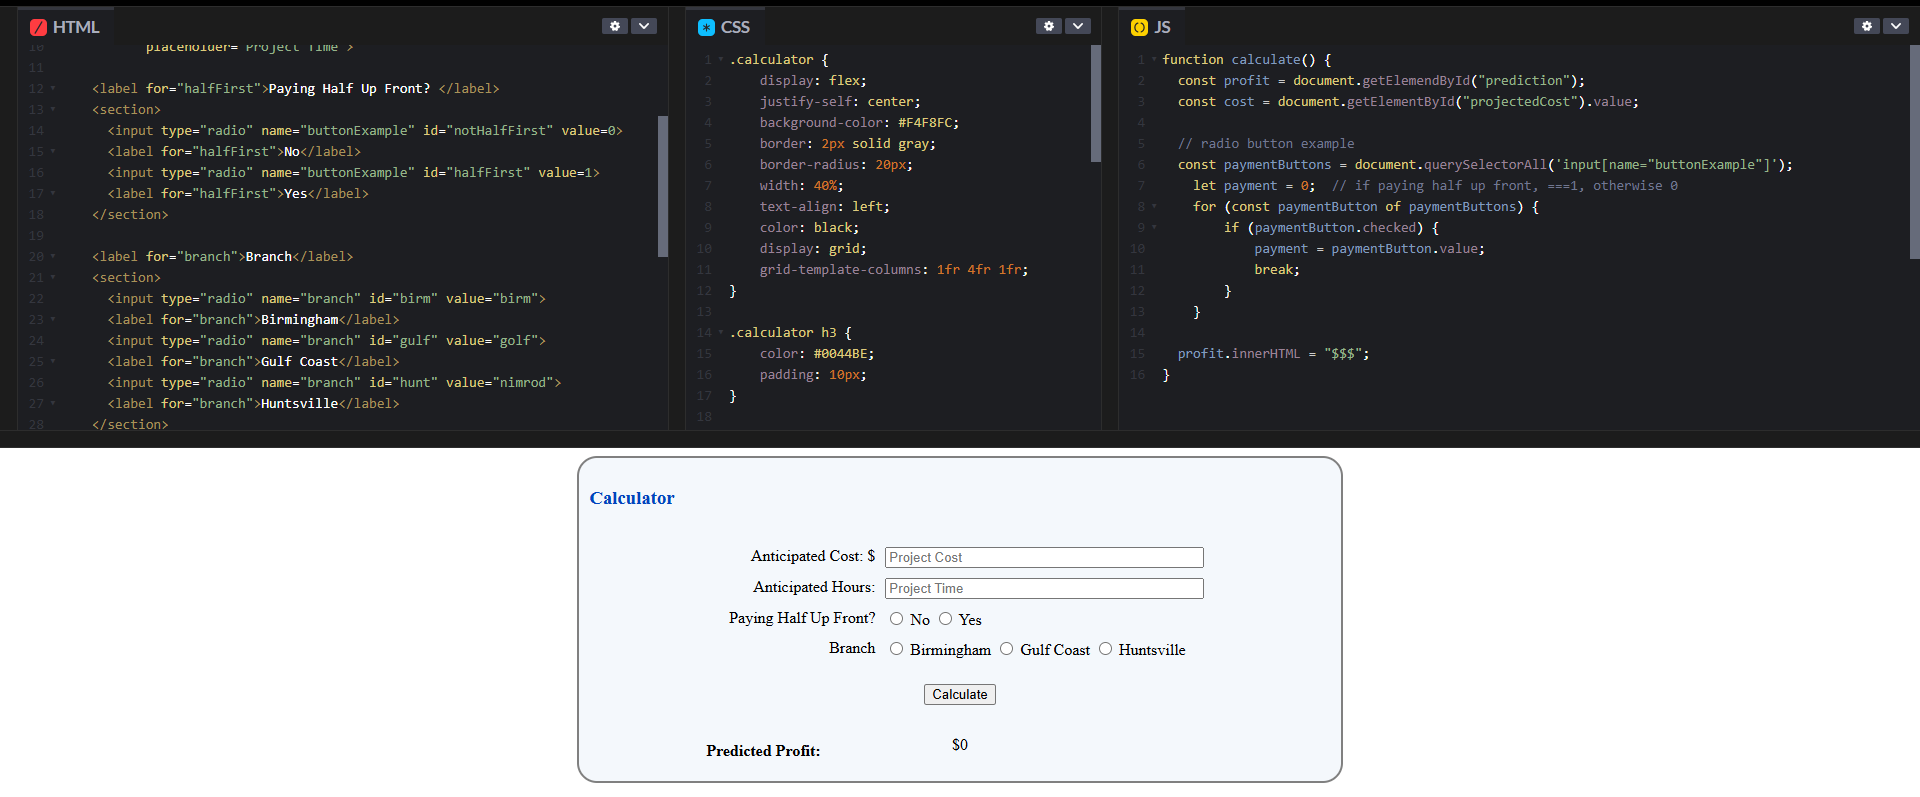 HTML
10 placeholder="Project Time">
11
12 <label for="halfFirst">Paying Half Up Front? </label>
13 <section>
14 <input type="radio" name="buttonExample" id="notHalfFirst" value=0>
15 <label for="halfFirst">No</label>
16 <input type="radio" name="buttonExample" id="halfFirst" value=1>
17 <label for="halfFirst">Yes</label>
18 </section>
19
20 <label for="branch">Branch</label>
21 <section>
22 <input type="radio" name="branch" id="birm" value="birm">
23 <label for="branch">Birmingham</label>
24 <input type="radio" name="branch" id="gulf" value="golf">
25 <label for="branch">Gulf Coast</label>
26 <input type="radio" name="branch" id="hunt" value="nimrod">
27 <label for="branch">Huntsville</label>
28 </section>
* CSS
1 .calculator {
2 display: flex;
3 justify-self: center;
4 background-color: #F4F8FC;
5 border: 2px solid gray;
6 border-radius: 20px;
7 width: 40%;
8 text-align: left;
9 color: black;
10 display: grid;
11 grid-template-columns: 1fr 4fr 1fr;
12 }
13
14 .calculator h3 {
15 color: #0044BE;
16 padding: 10px;
17 }
18
() JS
1 function calculate() {
2 const profit = document.getElemendById("prediction");
3 const cost = document.getElementById("projectedCost").value;
4
5 // radio button example
6 const paymentButtons = document.querySelectorAll('input[name="buttonExample"]');
7 let payment = 0; // if paying half up front, ===1, otherwise 0
8 for (const paymentButton of paymentButtons) {
9 if (paymentButton.checked) {
10 payment = paymentButton.value;
11 break;
12 }
13 }
14
15 profit.innerHTML = "$$$";
16 }
Calculator
Anticipated Cost: $ Project Cost
Anticipated Hours: Project Time
Paying Half Up Front? No Yes
Branch Birmingham Gulf Coast Huntsville
Calculate
Predicted Profit: $0